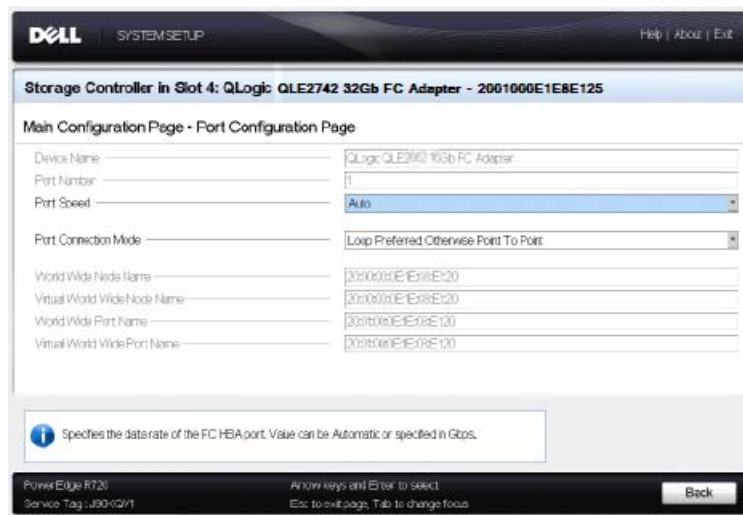 DELL SYSTEM SETUP Help | About | Exit
Storage Controller in Slot 4: QLogic QLE2742 32Gb FC Adapter - 2001000E1E8E125
Main Configuration Page - Port Configuration Page
Device Name QLogic QLE2662 16Gb FC Adapter
Port Number 1
Port Speed Auto
Port Connection Mode Loop Preferred, Otherwise Point To Point
World Wide Node Name
Virtual World Wide Node Name
World Wide Port Name
Virtual World Wide Port Name
Specifies the data rate of the FC HBA port. Value can be Automatic or specified in Gbps.
PowerEdge R720 Arrow keys and Enter to select
Service Tag : Esc to exit page, Tab to change focus
Back